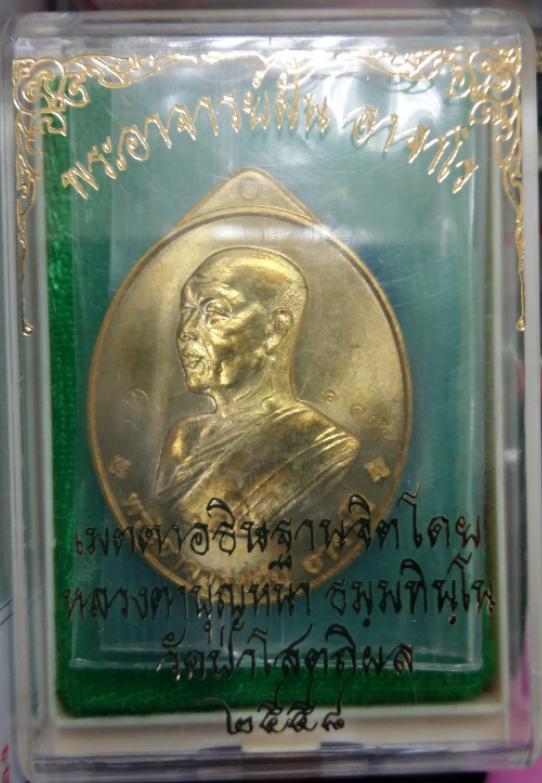 พระอาจารย์ฝั้น อาจาโร
เมตตาอธิษฐานจิตโดย
หลวงตาบุญหนา ธมฺมทินฺโน
วัดป่าโสตถิผล
๒๕๕๘